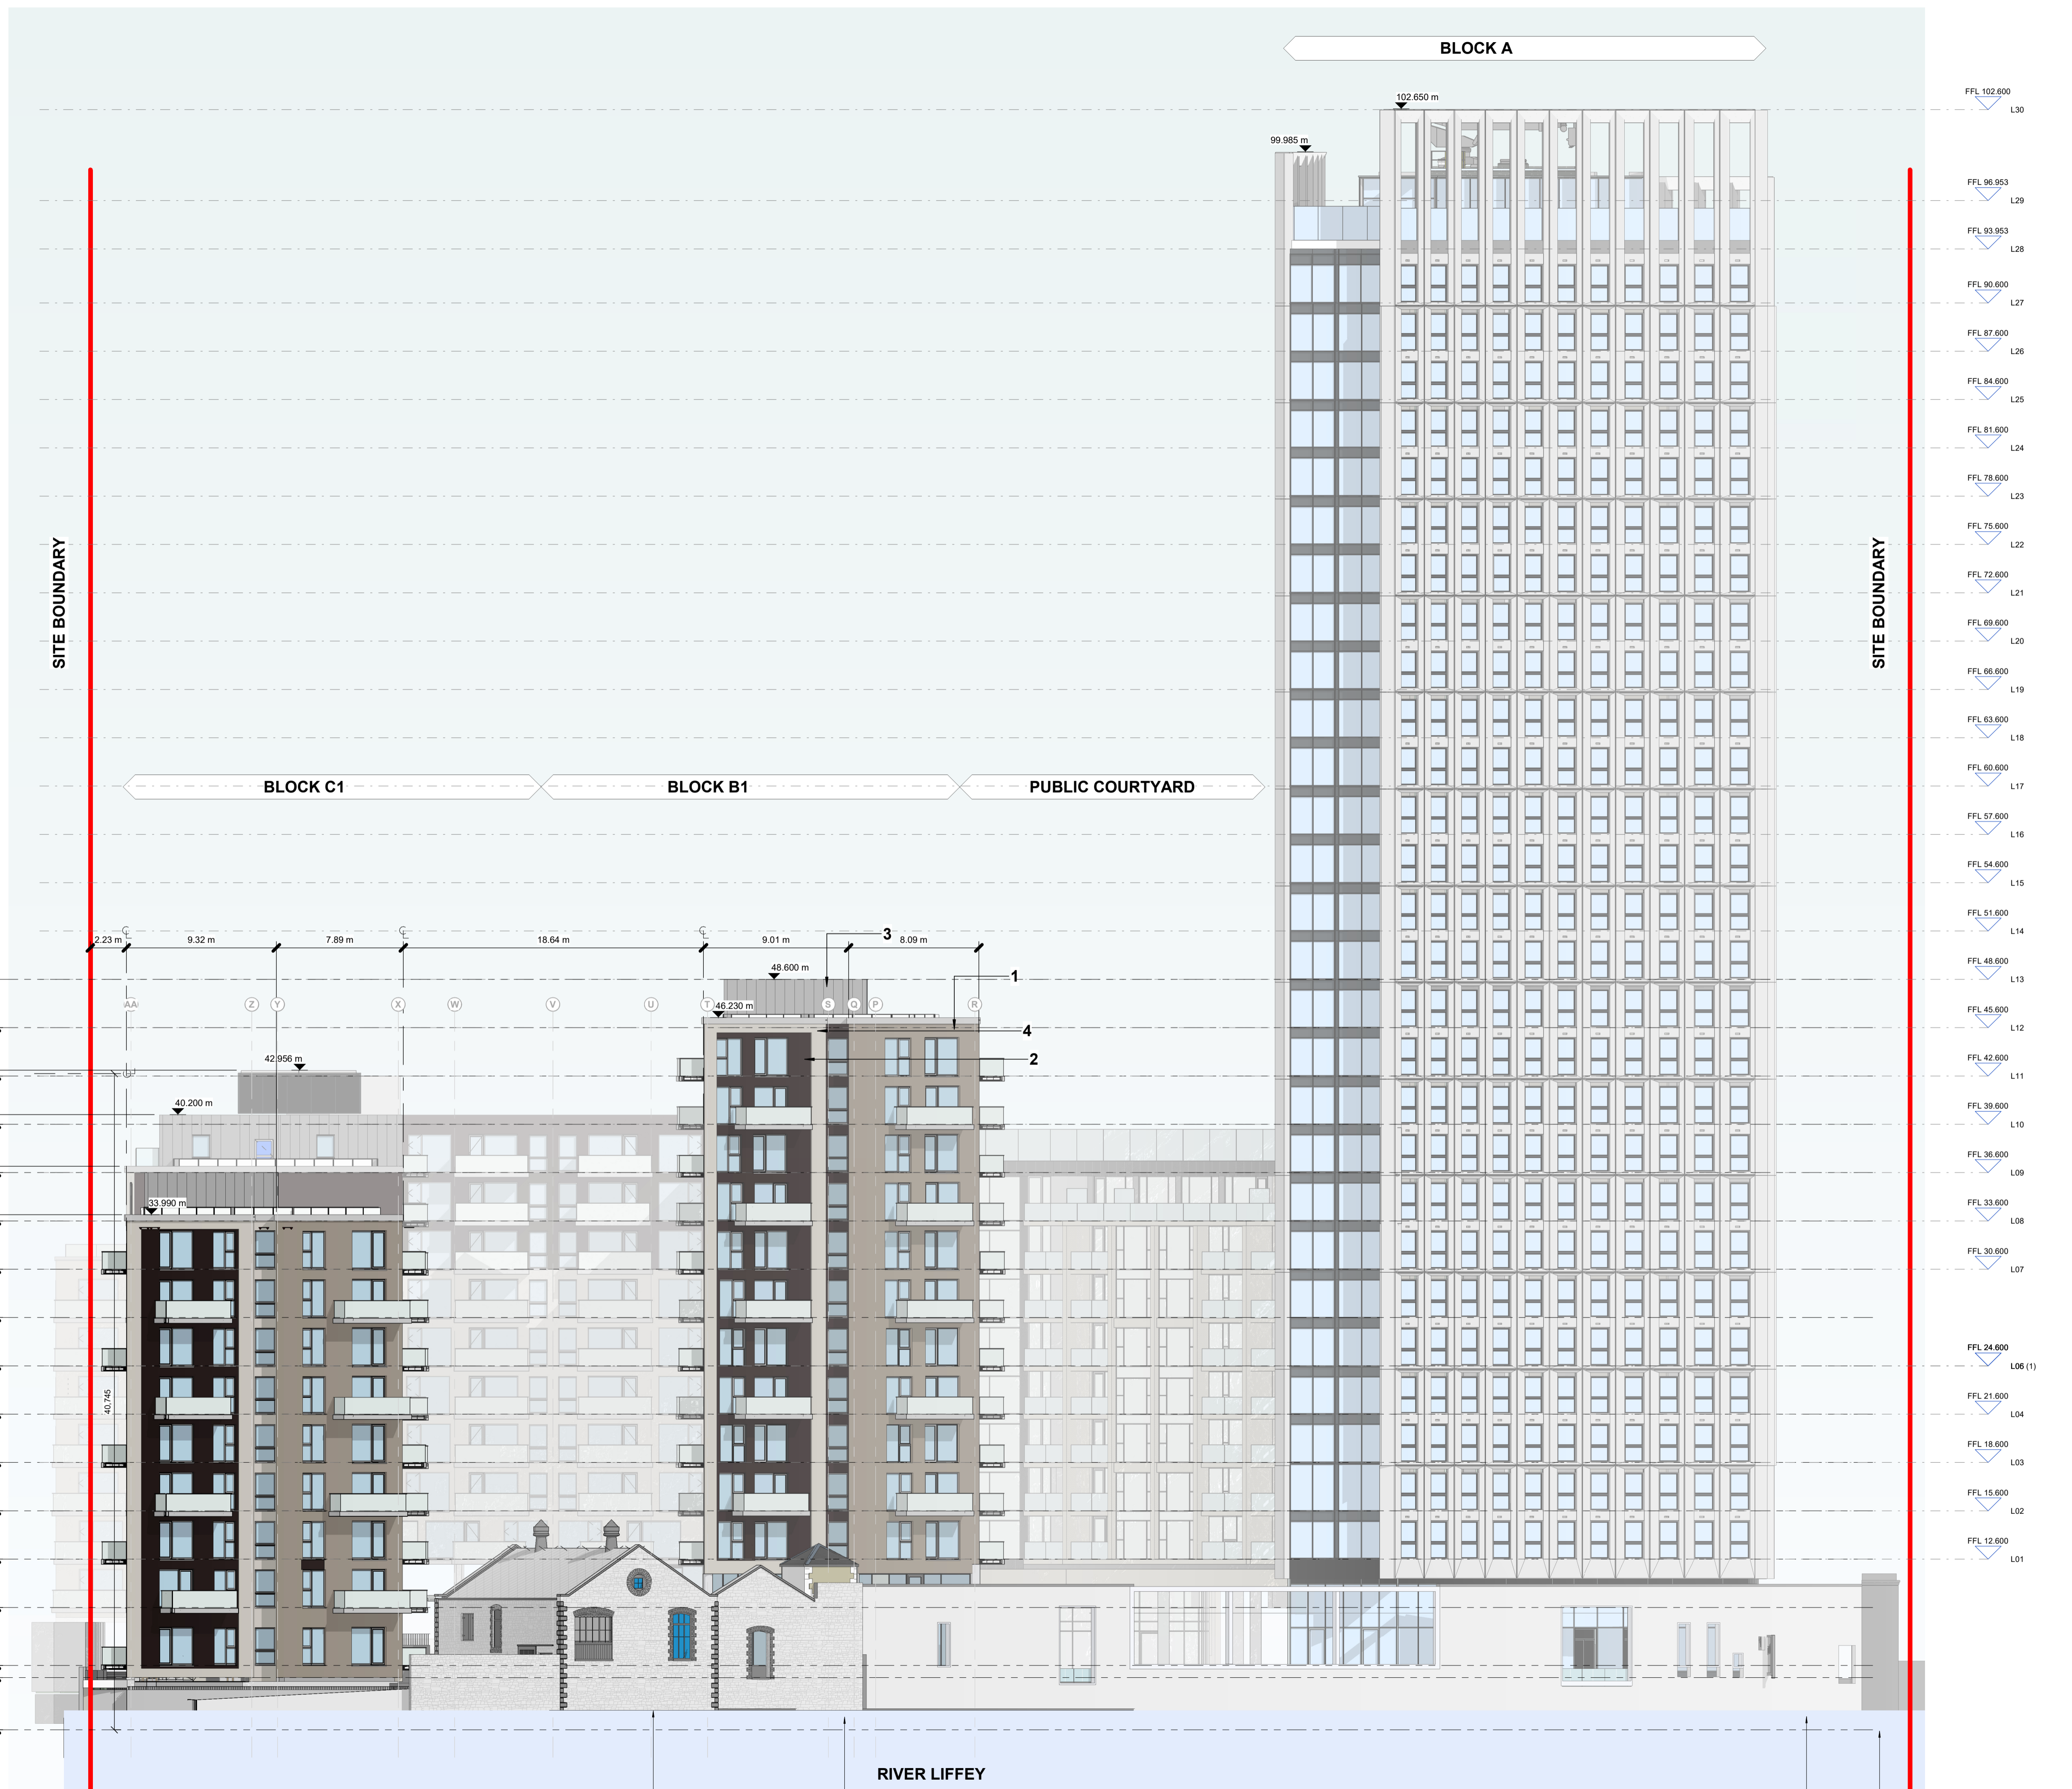 BLOCK A
102.650 m
99.985 m
FFL 102.600
L30
FFL 96.953
L29
FFL 93.953
L28
FFL 90.600
L27
FFL 87.600
L26
FFL 84.600
L25
FFL 81.600
L24
FFL 78.600
L23
FFL 75.600
L22
FFL 72.600
L21
FFL 69.600
L20
FFL 66.600
L19
FFL 63.600
L18
FFL 60.600
L17
FFL 57.600
L16
FFL 54.600
L15
FFL 51.600
L14
FFL 48.600
L13
FFL 45.600
L12
FFL 42.600
L11
FFL 39.600
L10
FFL 36.600
L09
FFL 33.600
L08
FFL 30.600
L07
FFL 24.600
L06 (1)
FFL 21.600
L04
FFL 18.600
L03
FFL 15.600
L02
FFL 12.600
L01
SITE BOUNDARY
SITE BOUNDARY
BLOCK C1
BLOCK B1
PUBLIC COURTYARD
2.23 m
9.32 m
7.89 m
18.64 m
9.01 m
8.09 m
3
1
4
2
48.600 m
46.230 m
AA
Z
Y
X
W
V
U
T
S
Q
P
R
42.956 m
40.200 m
33.990 m
40,745
RIVER LIFFEY